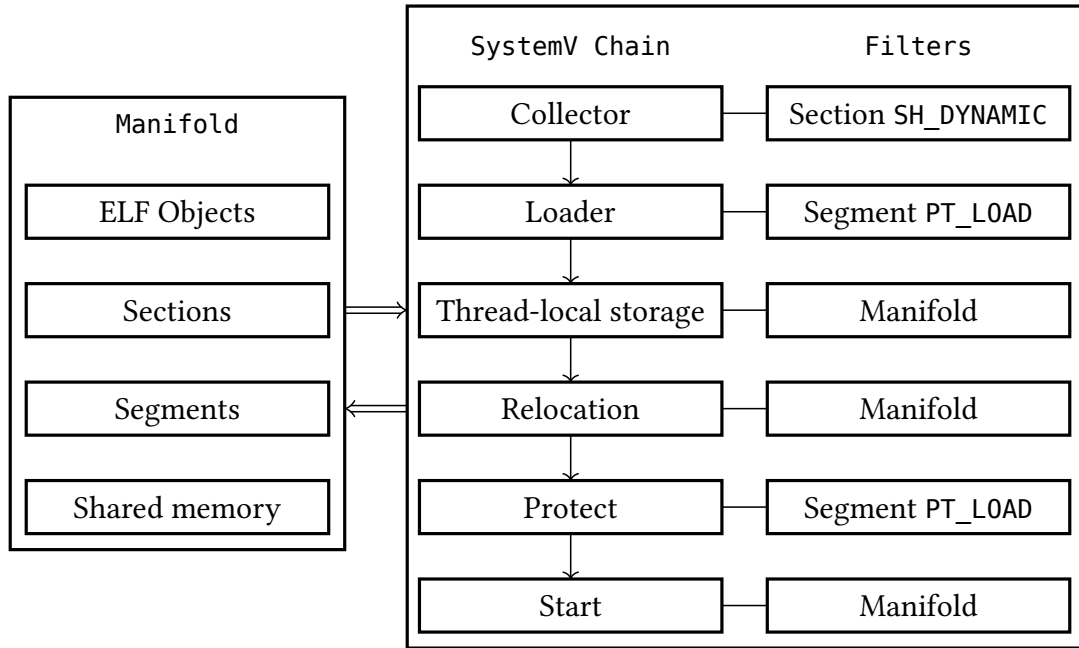 Manifold
ELF Objects
Sections
Segments
Shared memory
SystemV Chain
Filters
Collector
Section SH_DYNAMIC
Loader
Segment PT_LOAD
Thread-local storage
Manifold
Relocation
Manifold
Protect
Segment PT_LOAD
Start
Manifold